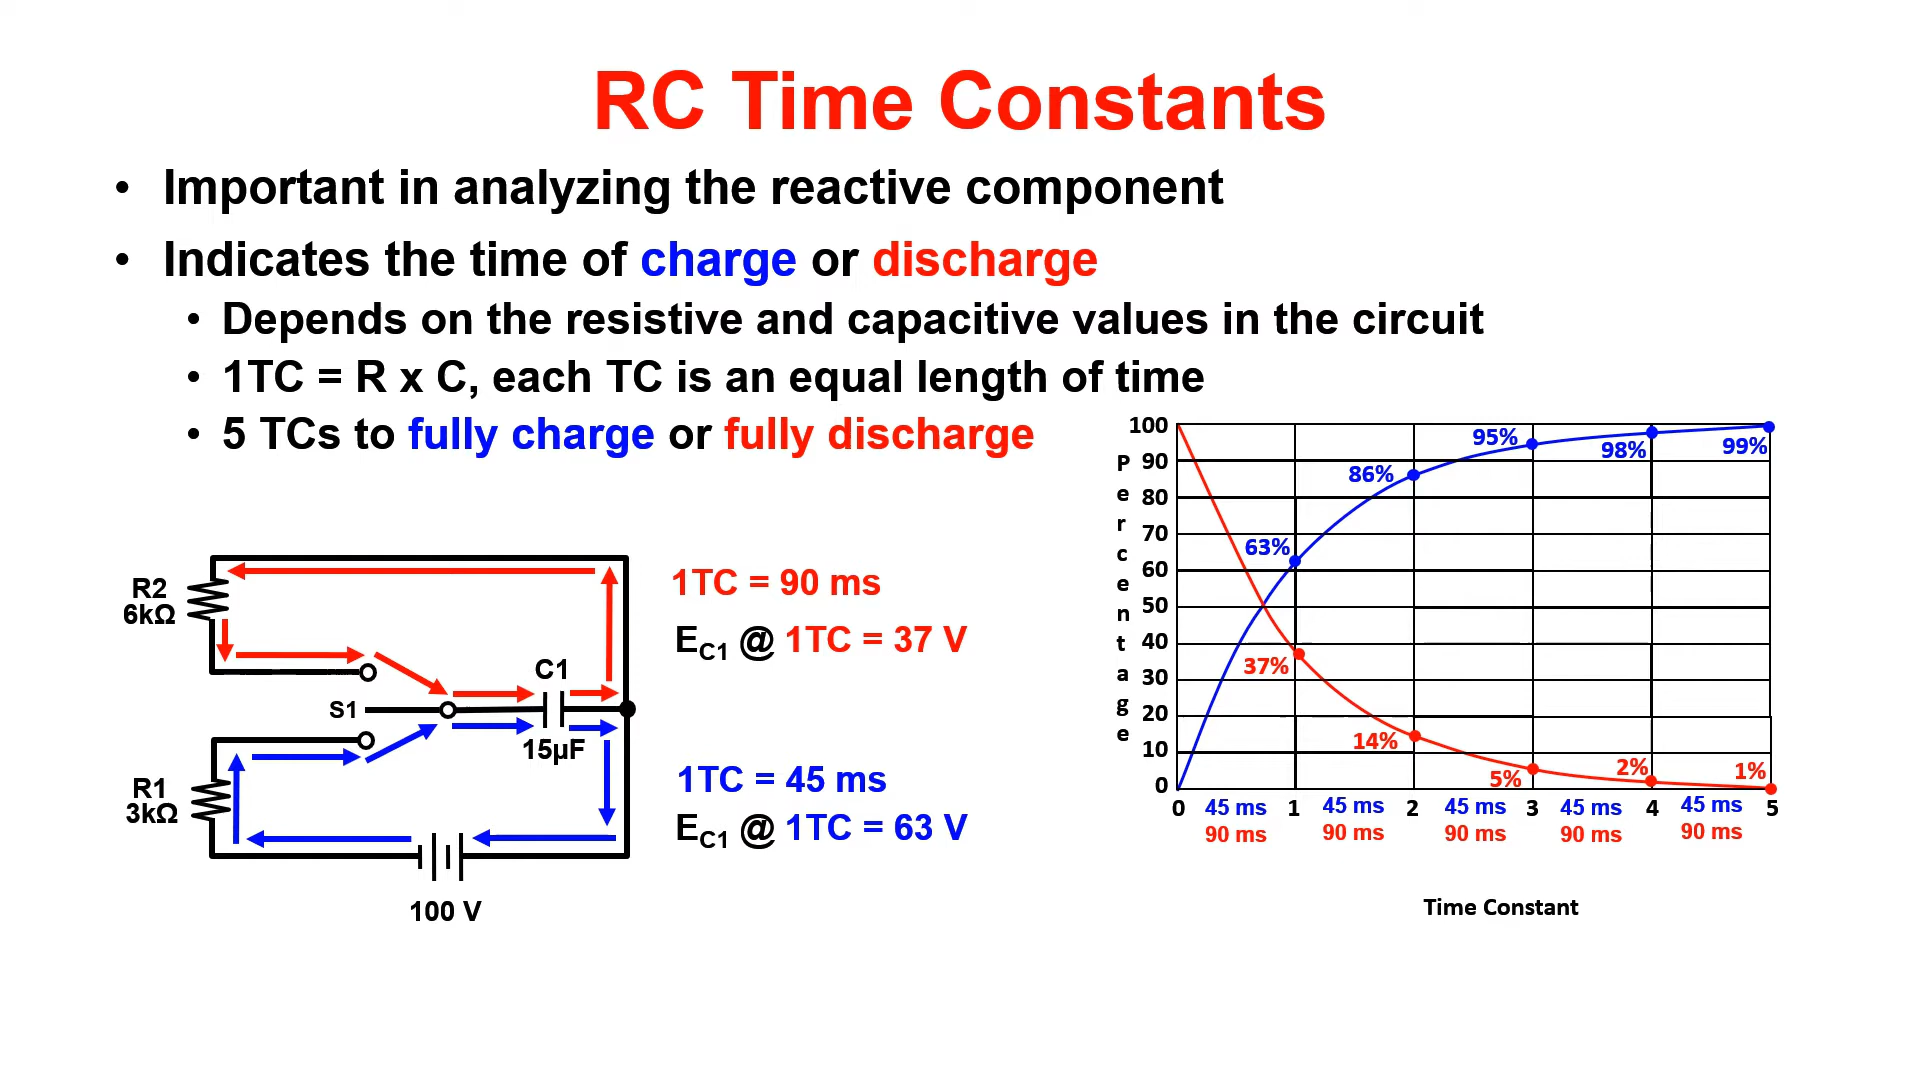 RC Time Constants
• Important in analyzing the reactive component
• Indicates the time of charge or discharge
• Depends on the resistive and capacitive values in the circuit
• 1TC = R x C, each TC is an equal length of time
• 5 TCs to fully charge or fully discharge
R2
6kΩ
S1
C1
15µF
R1
3kΩ
100 V
1TC = 90 ms
EC1 @ 1TC = 37 V
1TC = 45 ms
EC1 @ 1TC = 63 V
Percentage
100
90
80
70
60
50
40
30
20
10
0
63%
86%
95%
98%
99%
37%
14%
5%
2%
1%
0 45 ms 1 45 ms 2 45 ms 3 45 ms 4 45 ms 5
90 ms 90 ms 90 ms 90 ms 90 ms
Time Constant